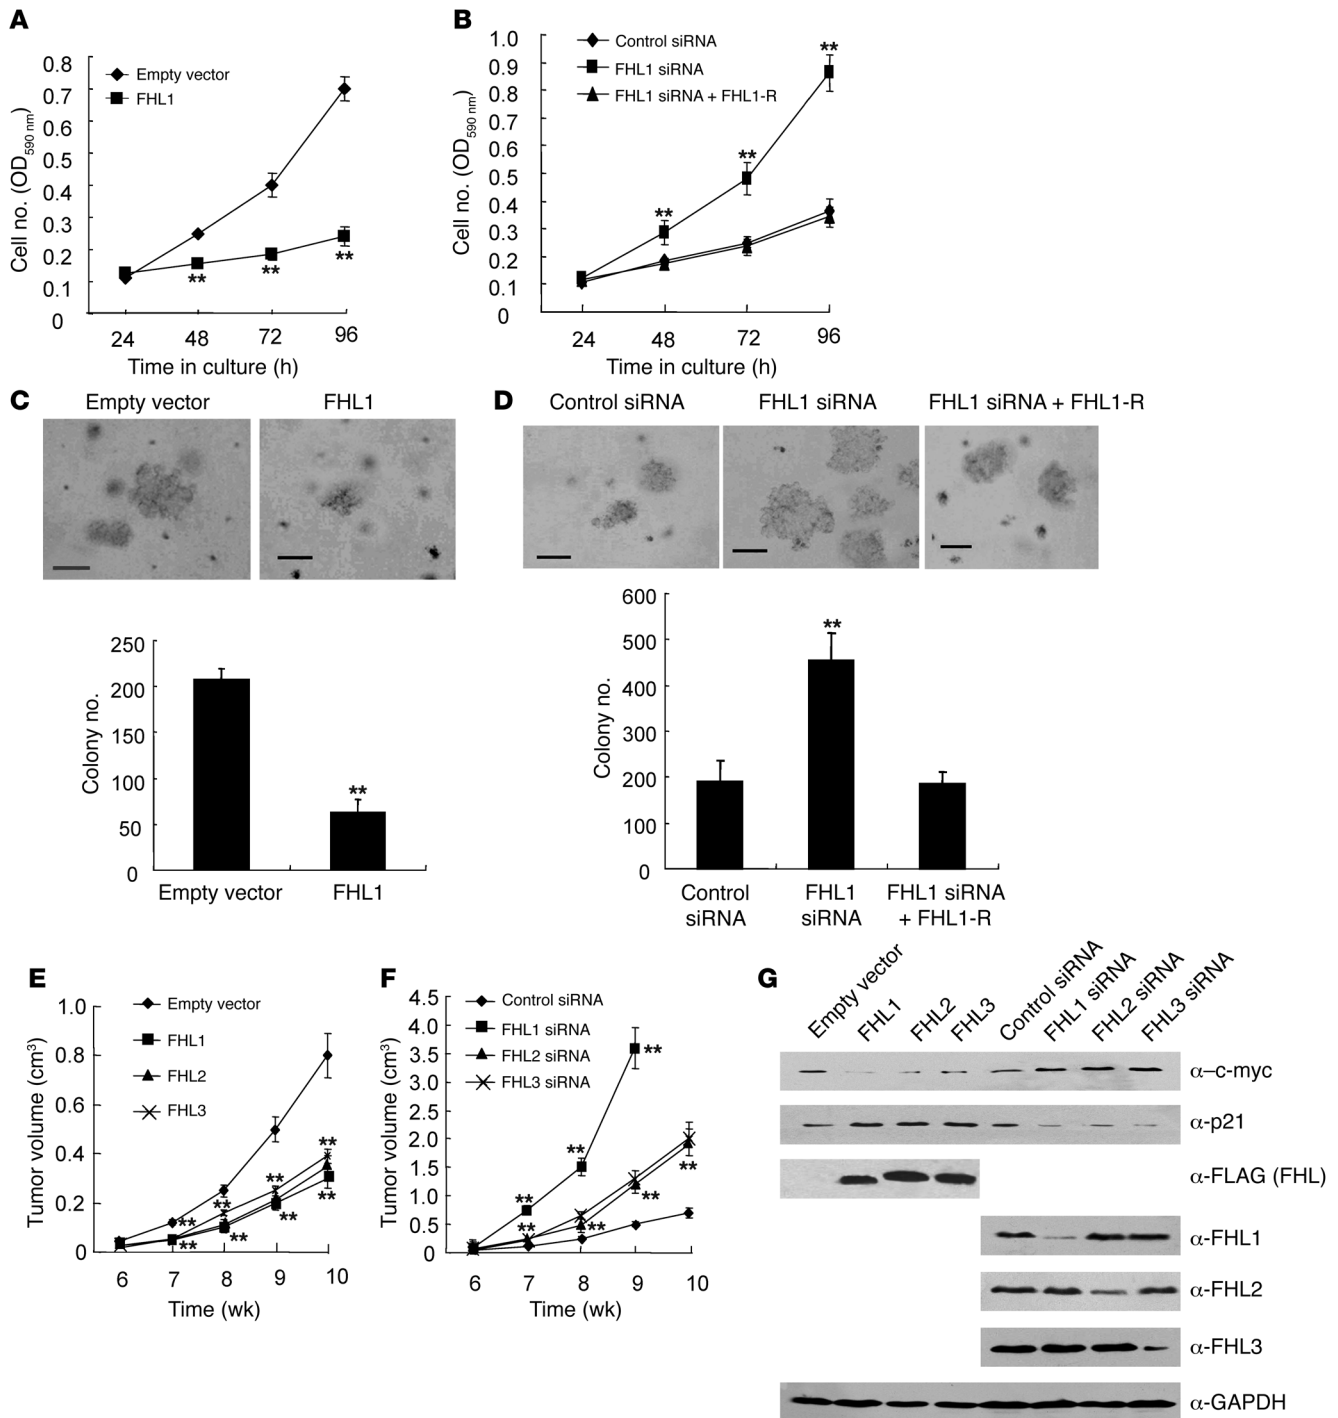 A
Cell no. (OD590 nm)
0.8
0.7
0.6
0.5
0.4
0.3
0.2
0.1
0
Empty vector
FHL1
**
**
**
24 48 72 96
Time in culture (h)
B
Cell no. (OD590 nm)
1.0
0.9
0.8
0.7
0.6
0.5
0.4
0.3
0.2
0.1
0
Control siRNA
FHL1 siRNA
FHL1 siRNA + FHL1-R
**
**
**
24 48 72 96
Time in culture (h)
C
Empty vector FHL1
Colony no.
250
200
150
100
50
0
**
Empty vector FHL1
D
Control siRNA FHL1 siRNA FHL1 siRNA + FHL1-R
Colony no.
600
500
400
300
200
100
0
**
Control siRNA
FHL1 siRNA
FHL1 siRNA + FHL1-R
E
Tumor volume (cm3)
1.0
0.8
0.6
0.4
0.2
0
Empty vector
FHL1
FHL2
FHL3
**
**
**
**
**
**
**
**
6 7 8 9 10
Time (wk)
F
Tumor volume (cm3)
4.5
4.0
3.5
3.0
2.5
2.0
1.5
1.0
0.5
0
Control siRNA
FHL1 siRNA
FHL2 siRNA
FHL3 siRNA
**
**
**
**
**
**
**
6 7 8 9 10
Time (wk)
G
Empty vector
FHL1
FHL2
FHL3
Control siRNA
FHL1 siRNA
FHL2 siRNA
FHL3 siRNA
α–c-myc
α-p21
α-FLAG (FHL)
α-FHL1
α-FHL2
α-FHL3
α-GAPDH